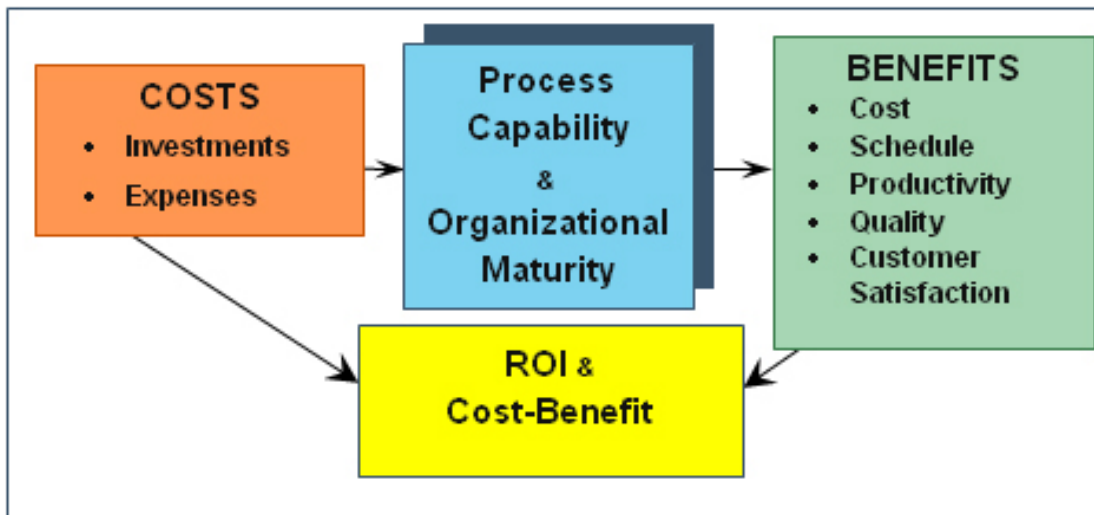 COSTS
• Investments
• Expenses
Process
Capability
&
Organizational
Maturity
BENEFITS
• Cost
• Schedule
• Productivity
• Quality
• Customer
Satisfaction
ROI &
Cost-Benefit